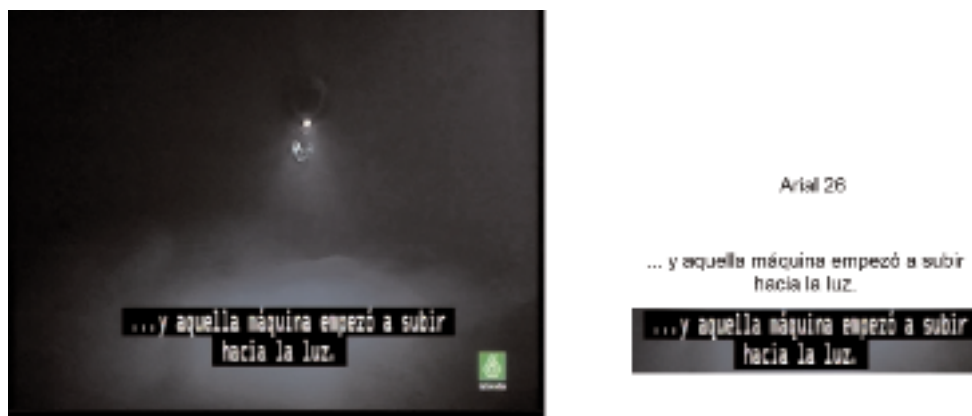 ...y aquella máquina empezó a subir
hacia la luz.
Arial 26
... y aquella máquina empezó a subir
hacia la luz.
...y aquella máquina empezó a subir
hacia la luz.